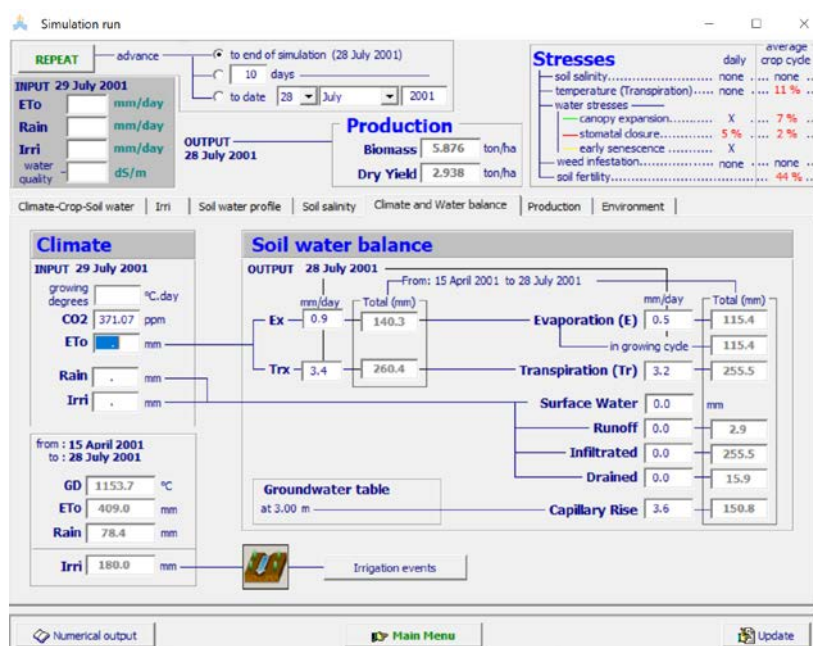 Simulation run
REPEAT
advance
to end of simulation (28 July 2001)
10 days
to date 28 July 2001
INPUT 29 July 2001
ETo mm/day
Rain mm/day
Irri mm/day
water quality dS/m
OUTPUT
28 July 2001
Production
Biomass 5.876 ton/ha
Dry Yield 2.938 ton/ha
Stresses
daily average crop cycle
soil salinity none none
temperature (Transpiration) none 11 %
water stresses
canopy expansion X 7 %
stomatal closure 5 % 2 %
early senescence X
weed infestation none none
soil fertility 44 %
Climate-Crop-Soil water | Irri | Soil water profile | Soil salinity | Climate and Water balance | Production | Environment
Climate
INPUT 29 July 2001
growing degrees °C.day
CO2 371.07 ppm
ETo . mm
Rain . mm
Irri . mm
from : 15 April 2001
to : 28 July 2001
GD 1153.7 °C
ETo 409.0 mm
Rain 78.4 mm
Irri 180.0 mm
Soil water balance
OUTPUT 28 July 2001
From: 15 April 2001 to 28 July 2001
mm/day Total (mm) mm/day Total (mm)
Ex 0.9 140.3 Evaporation (E) 0.5 115.4
in growing cycle 115.4
Trx 3.4 260.4 Transpiration (Tr) 3.2 255.5
Surface Water 0.0 mm
Runoff 0.0 2.9
Infiltrated 0.0 255.5
Drained 0.0 15.9
Groundwater table
at 3.00 m
Capillary Rise 3.6 150.8
Irrigation events
Numerical output
Main Menu
Update